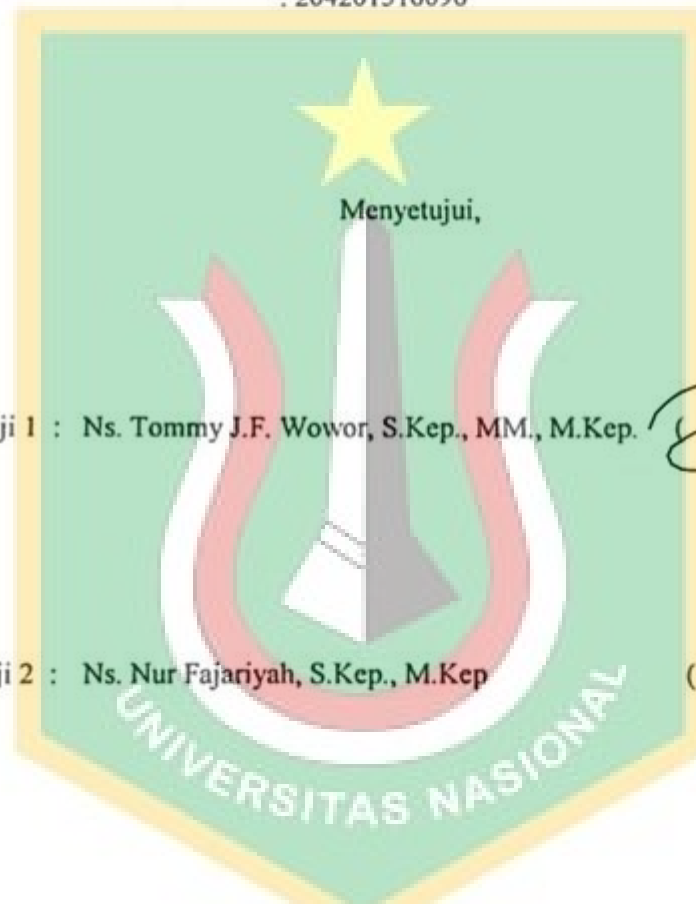 Menyetujui,
ji 1 : Ns. Tommy J.F. Wowor, S.Kep., MM., M.Kep. (
ji 2 : Ns. Nur Fajariyah, S.Kep., M.Kep (
UNIVERSITAS NASIONAL